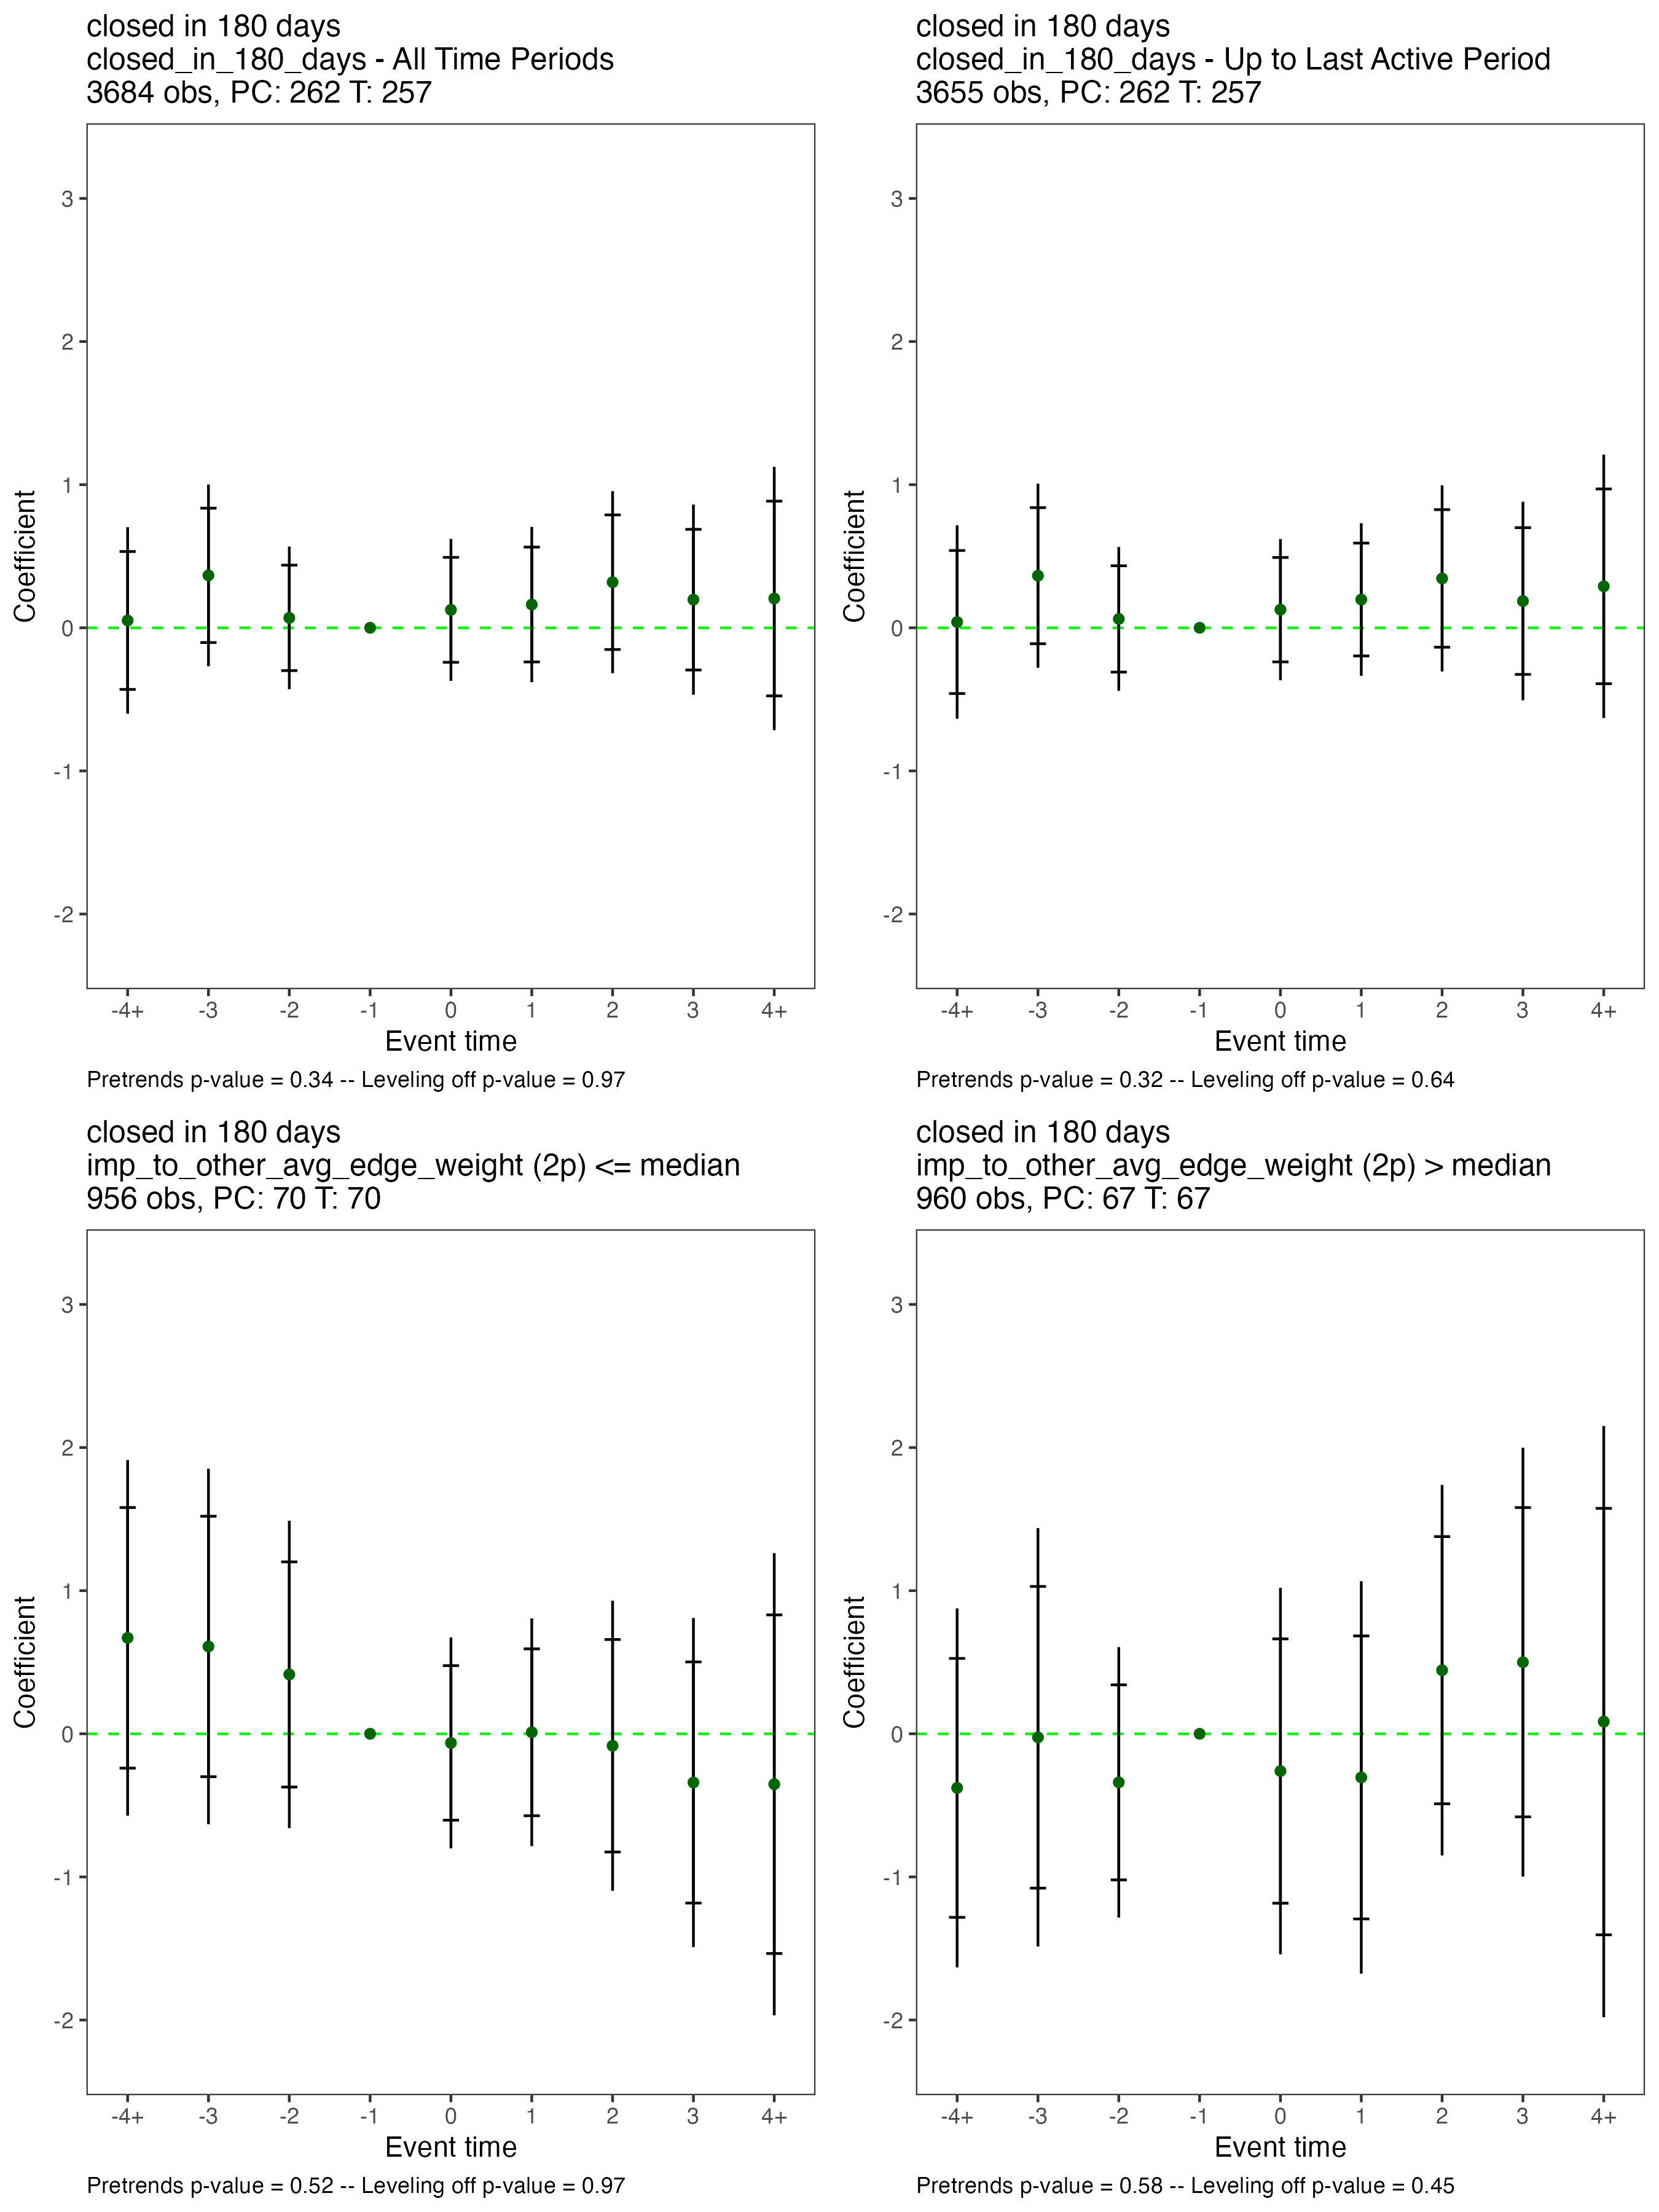 closed in 180 days
closed_in_180_days - All Time Periods
3684 obs, PC: 262 T: 257
3
2
1
0
-1
-2
Coefficient
-4+ -3 -2 -1 0 1 2 3 4+
Event time
Pretrends p-value = 0.34 -- Leveling off p-value = 0.97
closed in 180 days
closed_in_180_days - Up to Last Active Period
3655 obs, PC: 262 T: 257
3
2
1
0
-1
-2
Coefficient
-4+ -3 -2 -1 0 1 2 3 4+
Event time
Pretrends p-value = 0.32 -- Leveling off p-value = 0.64
closed in 180 days
imp_to_other_avg_edge_weight (2p) <= median
956 obs, PC: 70 T: 70
3
2
1
0
-1
-2
Coefficient
-4+ -3 -2 -1 0 1 2 3 4+
Event time
Pretrends p-value = 0.52 -- Leveling off p-value = 0.97
closed in 180 days
imp_to_other_avg_edge_weight (2p) > median
960 obs, PC: 67 T: 67
3
2
1
0
-1
-2
Coefficient
-4+ -3 -2 -1 0 1 2 3 4+
Event time
Pretrends p-value = 0.58 -- Leveling off p-value = 0.45